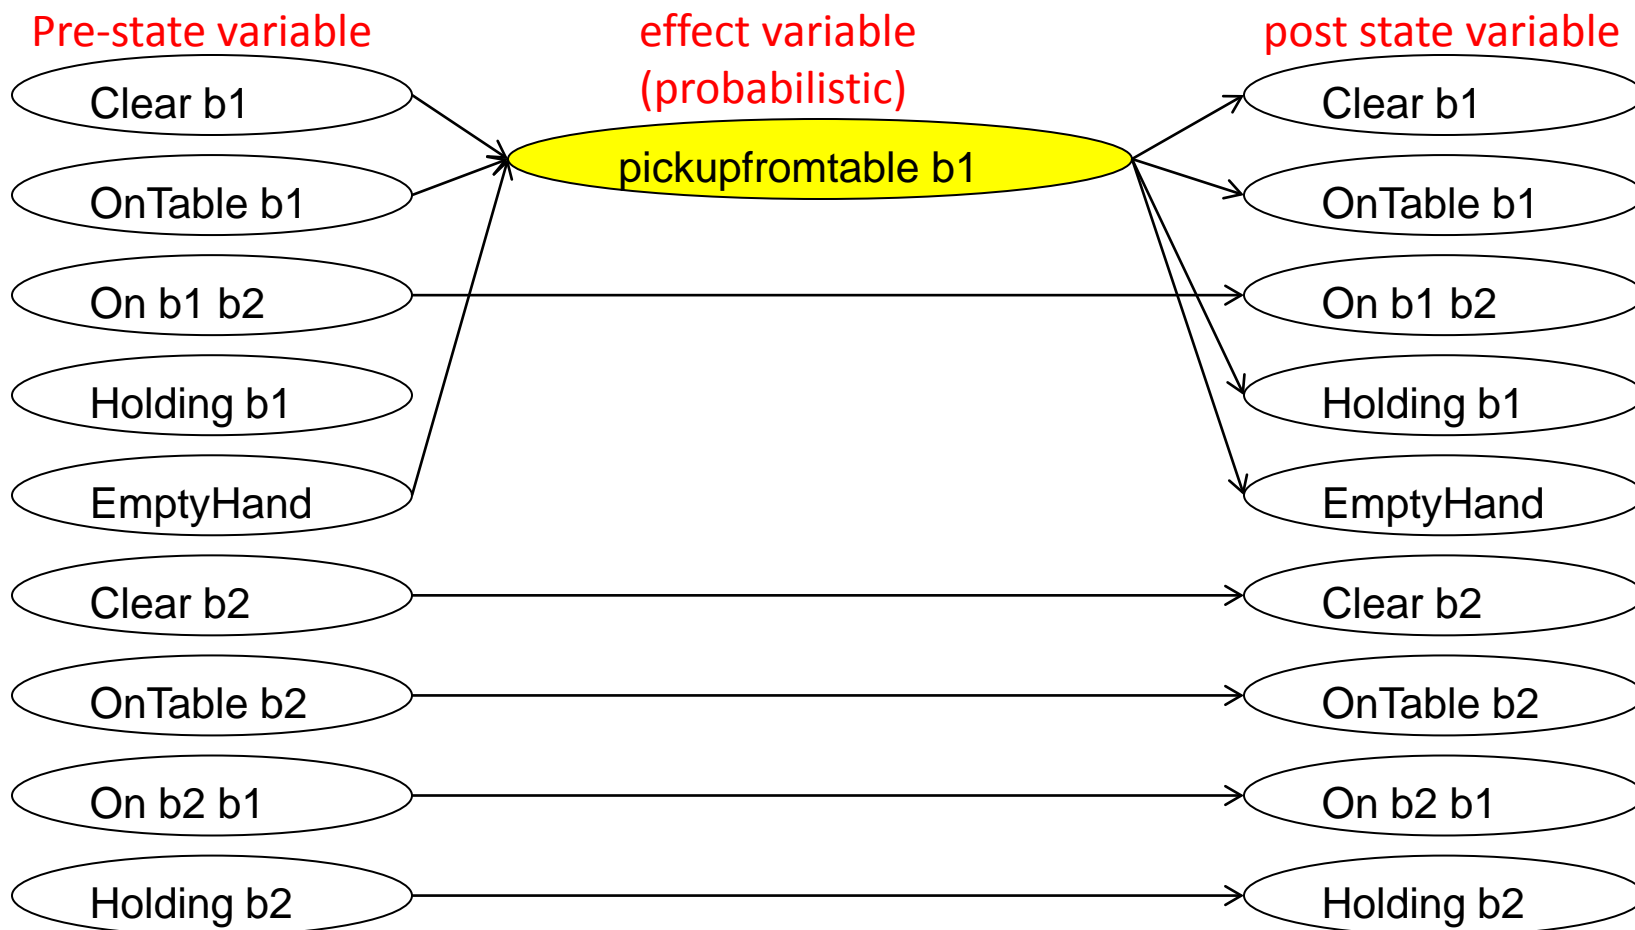 Pre-state variable
effect variable
(probabilistic)
post state variable
Clear b1
OnTable b1
On b1 b2
Holding b1
EmptyHand
Clear b2
OnTable b2
On b2 b1
Holding b2
pickupfromtable b1
Clear b1
OnTable b1
On b1 b2
Holding b1
EmptyHand
Clear b2
OnTable b2
On b2 b1
Holding b2